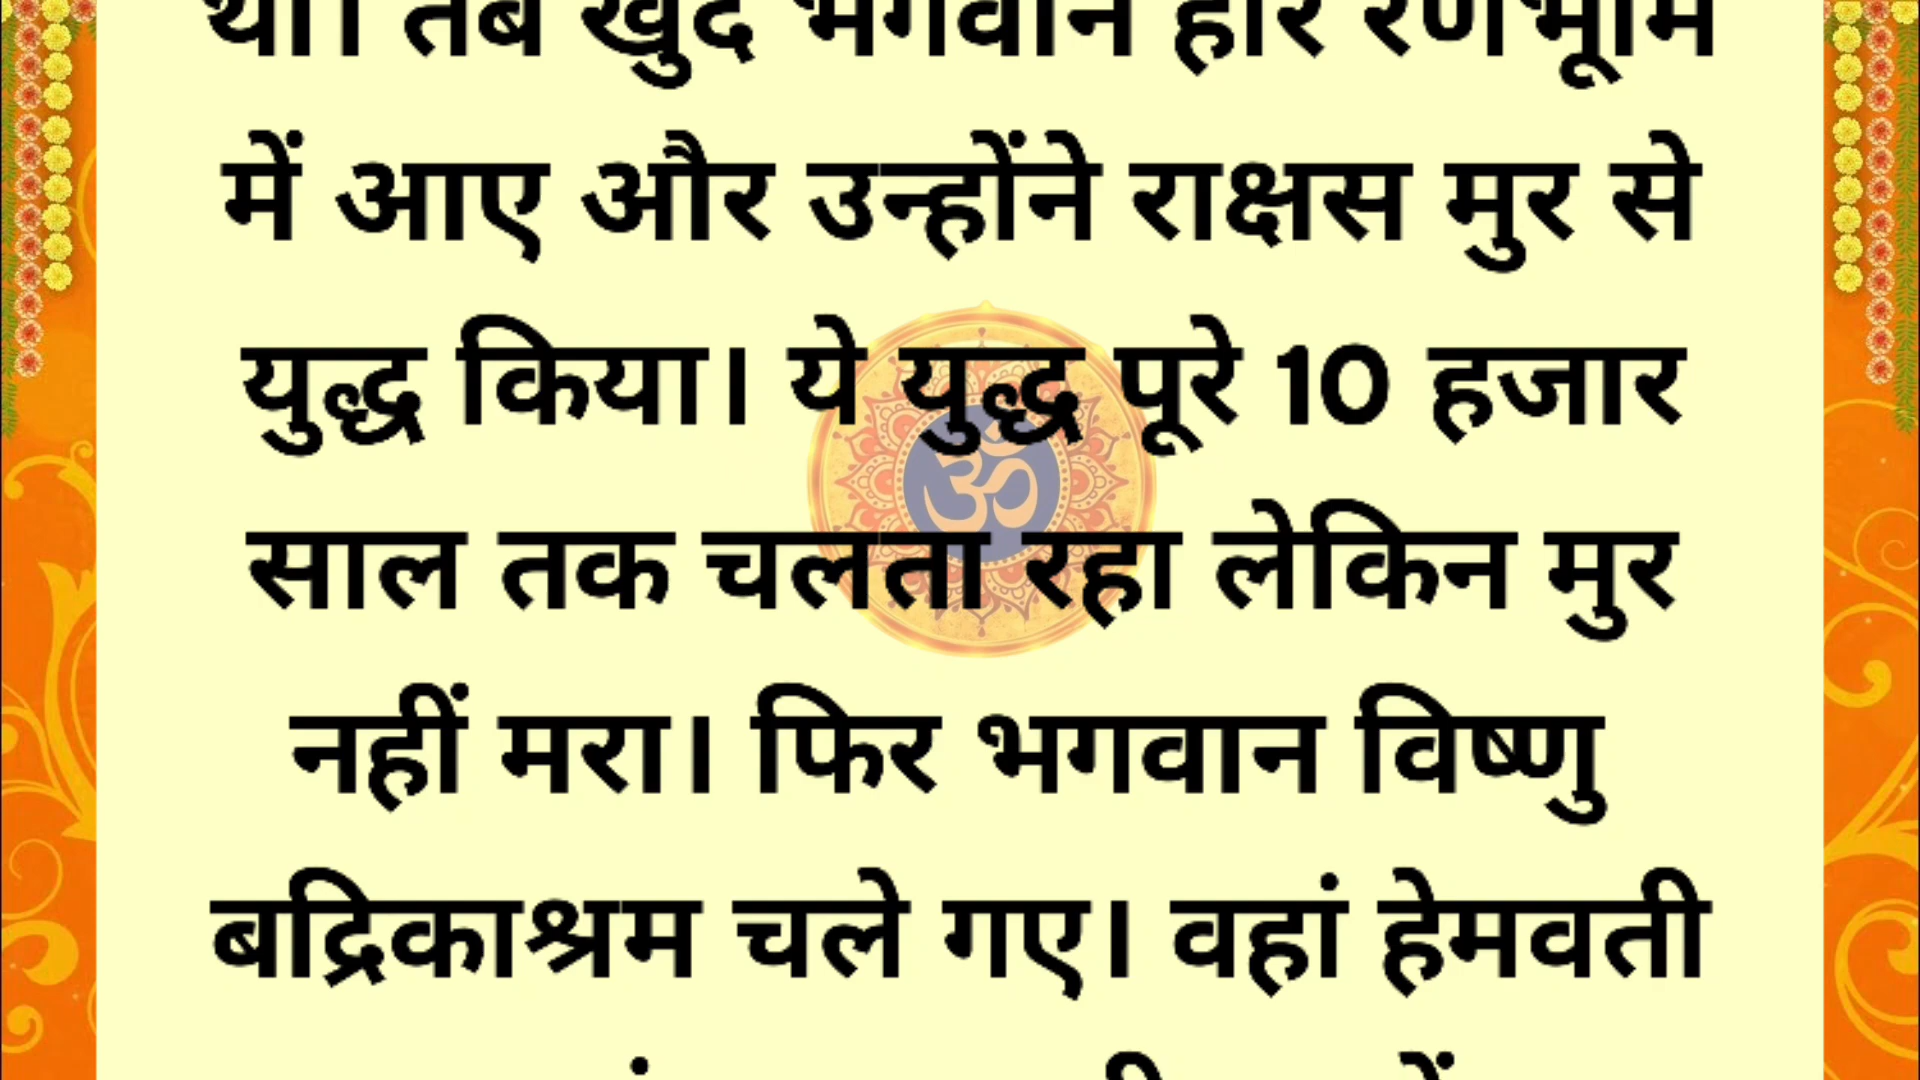 था। तब खुद भगवान हरि रणभूमि
में आए और उन्होंने राक्षस मुर से
युद्ध किया। ये युद्ध पूरे 10 हजार
ॐ
साल तक चलता रहा लेकिन मुर
नहीं मरा। फिर भगवान विष्णु
बद्रिकाश्रम चले गए। वहां हेमवती